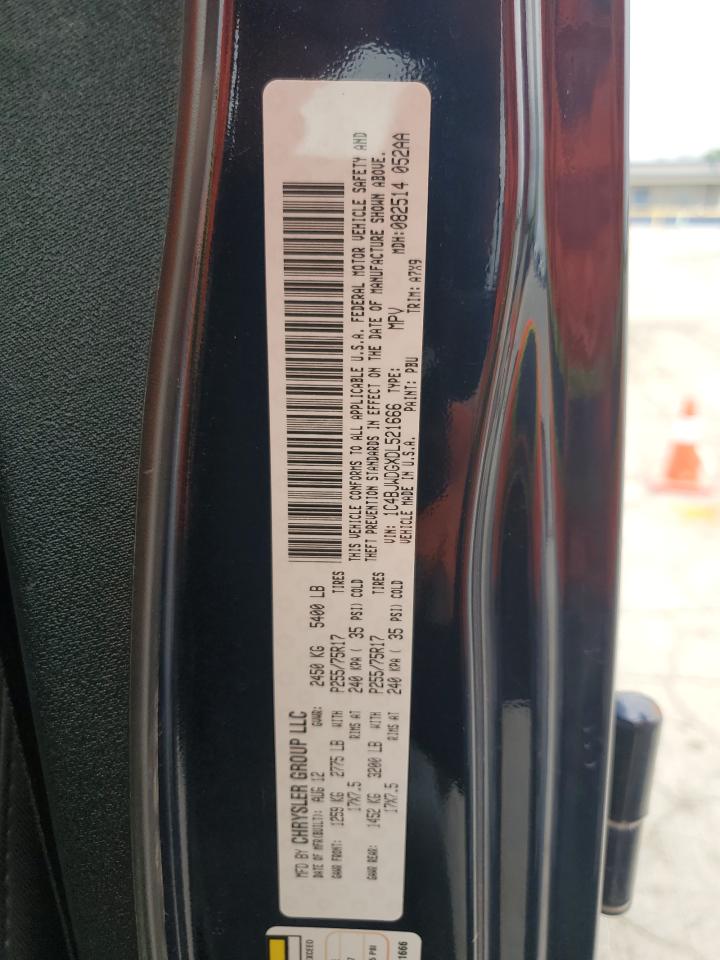 MFD BY CHRYSLER GROUP LLC
DATE OF MFR(BUILT): AUG 12 GVWR: 2450 KG 5400 LB
GAWR FRONT: 1259 KG 2775 LB WITH P255/75R17 TIRES
17X7.5 RIMS AT 240 KPA ( 35 PSI) COLD
GAWR REAR: 1452 KG 3200 LB WITH P255/75R17 TIRES
17X7.5 RIMS AT 240 KPA ( 35 PSI) COLD
THIS VEHICLE CONFORMS TO ALL APPLICABLE U.S.A. FEDERAL MOTOR VEHICLE SAFETY AND
THEFT PREVENTION STANDARDS IN EFFECT ON THE DATE OF MANUFACTURE SHOWN ABOVE.
VIN: 1C4BJWDGXDL521666 TYPE: MPV MDH:082514 052AA
VEHICLE MADE IN U.S.A. PAINT: PBU TRIM: A7X9
EXCEED
PSI
1666